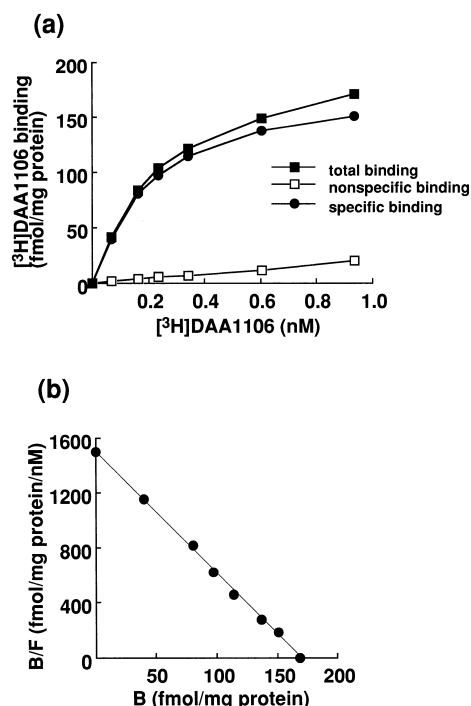 (a)
[³H]DAA1106 binding
(fmol/mg protein)
200
150
100
50
0
0.2
0.4
0.6
0.8
1.0
[³H]DAA1106 (nM)
total binding
nonspecific binding
specific binding
(b)
B/F (fmol/mg protein/nM)
1600
1200
800
400
0
50
100
150
200
B (fmol/mg protein)